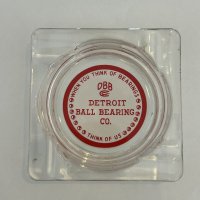 WHEN YOU THINK OF BEARINGS
DBB
DETROIT
BALL BEARING
CO.
THINK OF US